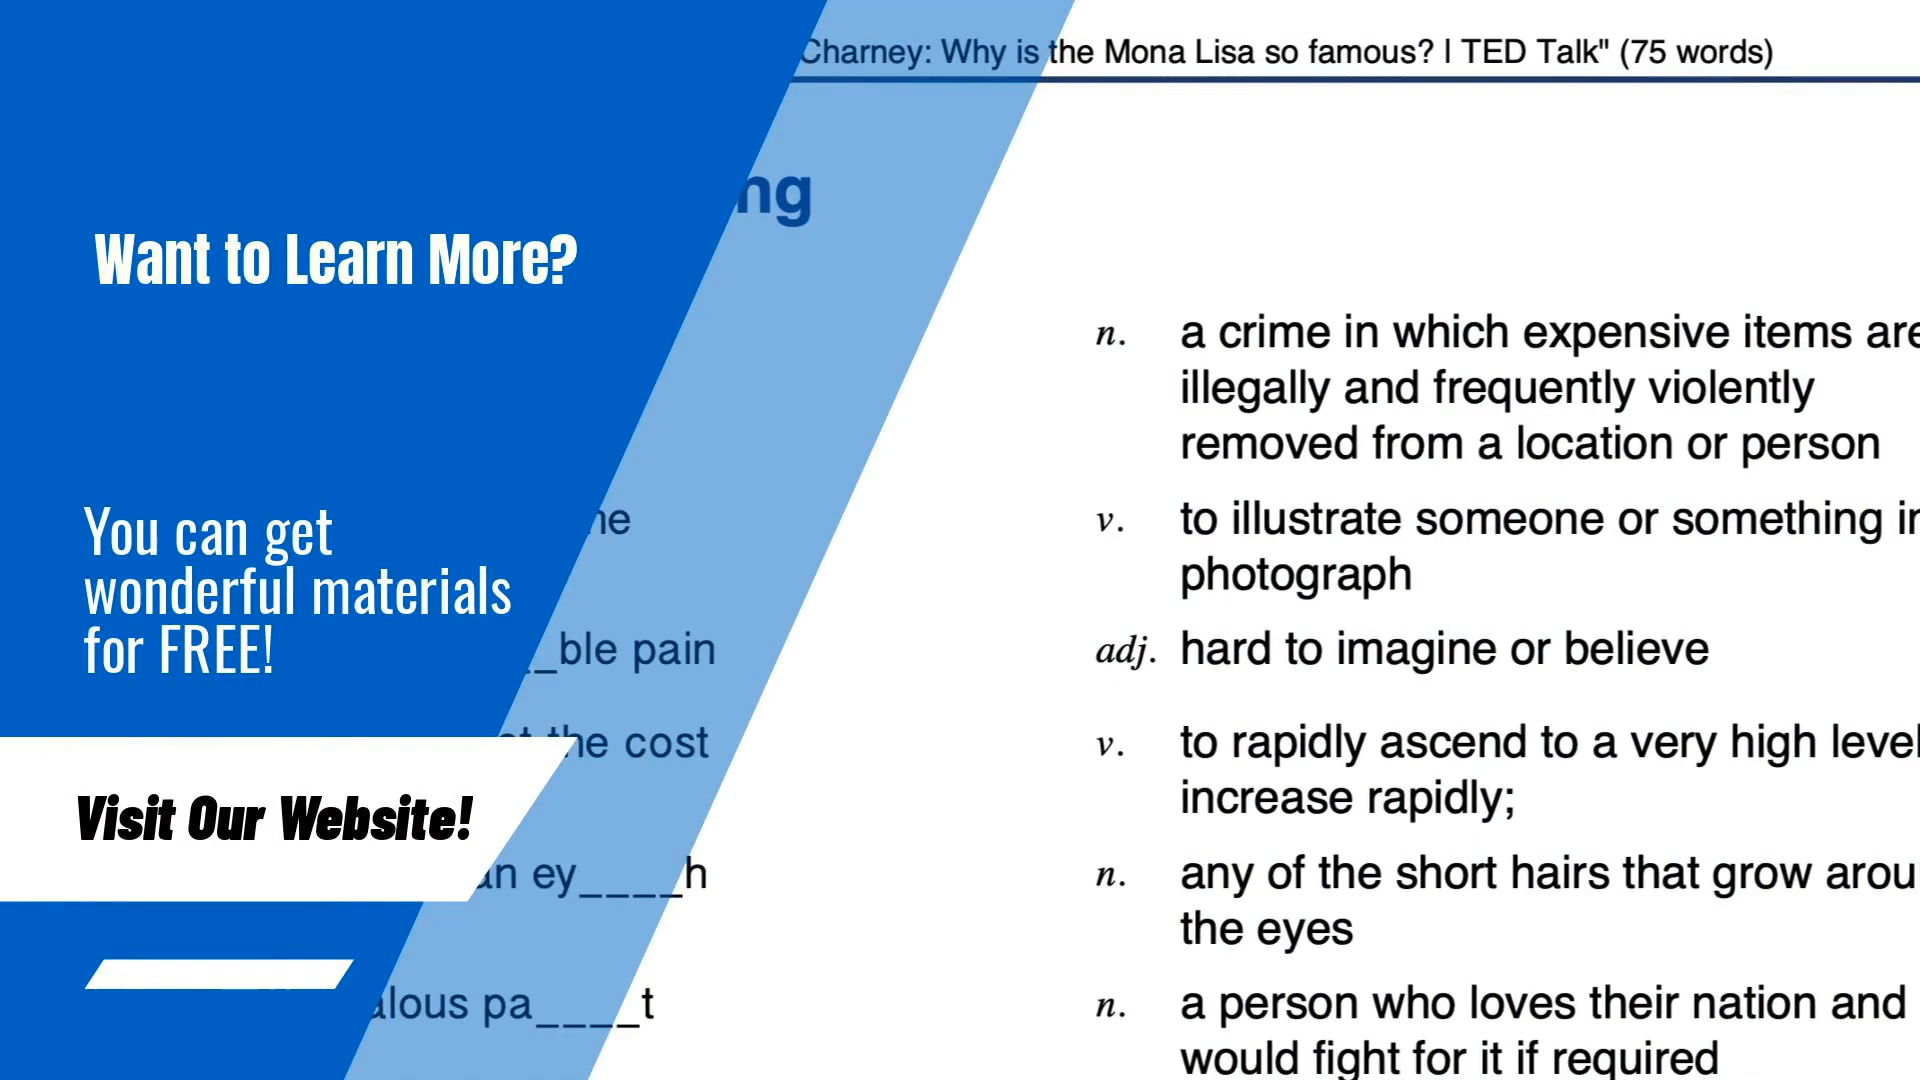 Charney: Why is the Mona Lisa so famous? | TED Talk" (75 words)
ng
Want to Learn More?
You can get
wonderful materials
for FREE!
Visit Our Website!
ble pain
the cost
an ey____h
alous pa____t
n. a crime in which expensive items are
illegally and frequently violently
removed from a location or person
v. to illustrate someone or something in
photograph
adj. hard to imagine or believe
v. to rapidly ascend to a very high level
increase rapidly;
n. any of the short hairs that grow arou
the eyes
n. a person who loves their nation and
would fight for it if required